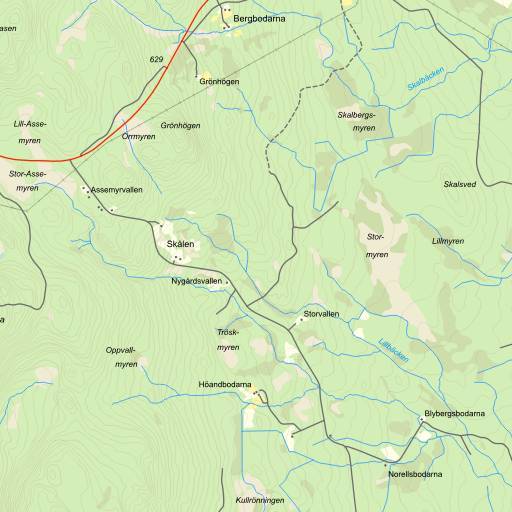 Bergbodarna
asen
629
Grönhögen
Skalbäcken
Lill-Asse-
myren
Ormyren
Grönhögen
Skalbergs-
myren
Stor-Asse-
myren
Assemyrvallen
Skalsved
Skålen
Stor-
myren
Lillmyren
Nygårdsvallen
Storvallen
a
Trösk-
myren
Oppvall-
myren
Lillbäcken
Höandbodarna
Blybergsbodarna
Norellsbodarna
Kullrönningen